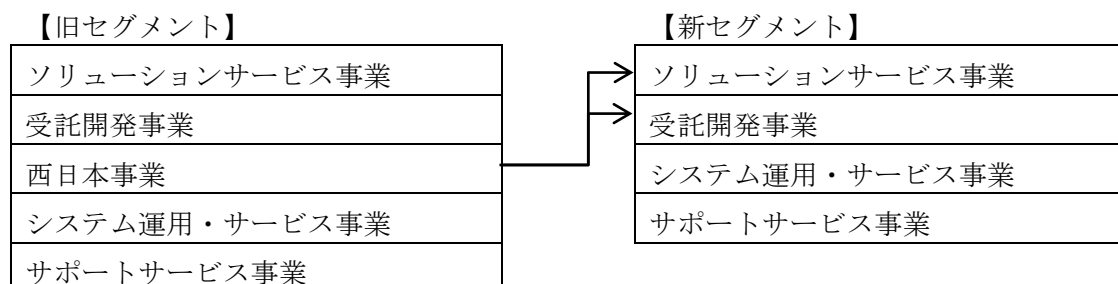 【旧セグメント】
ソリューションサービス事業
受託開発事業
西日本事業
システム運用・サービス事業
サポートサービス事業
【新セグメント】
ソリューションサービス事業
受託開発事業
システム運用・サービス事業
サポートサービス事業